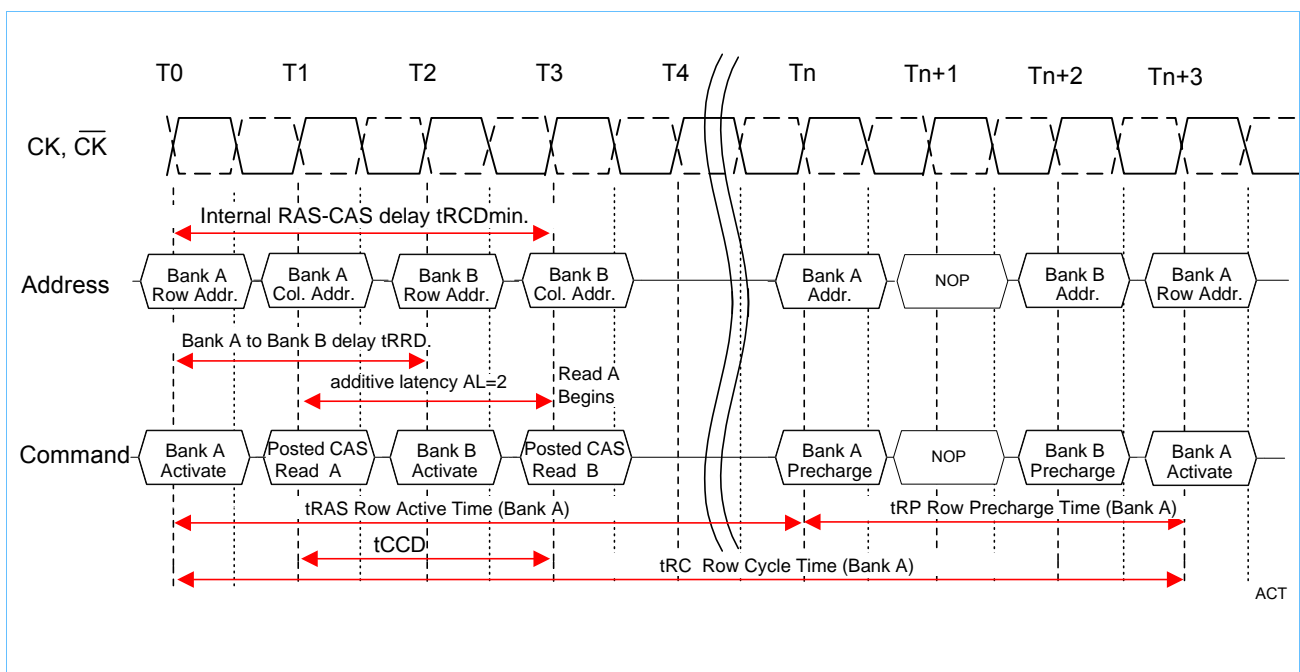 T0 T1 T2 T3 T4 Tn Tn+1 Tn+2 Tn+3
CK, CK
Internal RAS-CAS delay tRCDmin.
Address
Bank A
Row Addr.
Bank A
Col. Addr.
Bank B
Row Addr.
Bank B
Col. Addr.
Bank A
Addr.
NOP
Bank B
Addr.
Bank A
Row Addr.
Bank A to Bank B delay tRRD.
additive latency AL=2
Read A
Begins
Command
Bank A
Activate
Posted CAS
Read A
Bank B
Activate
Posted CAS
Read B
Bank A
Precharge
NOP
Bank B
Precharge
Bank A
Activate
tRAS Row Active Time (Bank A)
tRP Row Precharge Time (Bank A)
tCCD
tRC Row Cycle Time (Bank A)
ACT